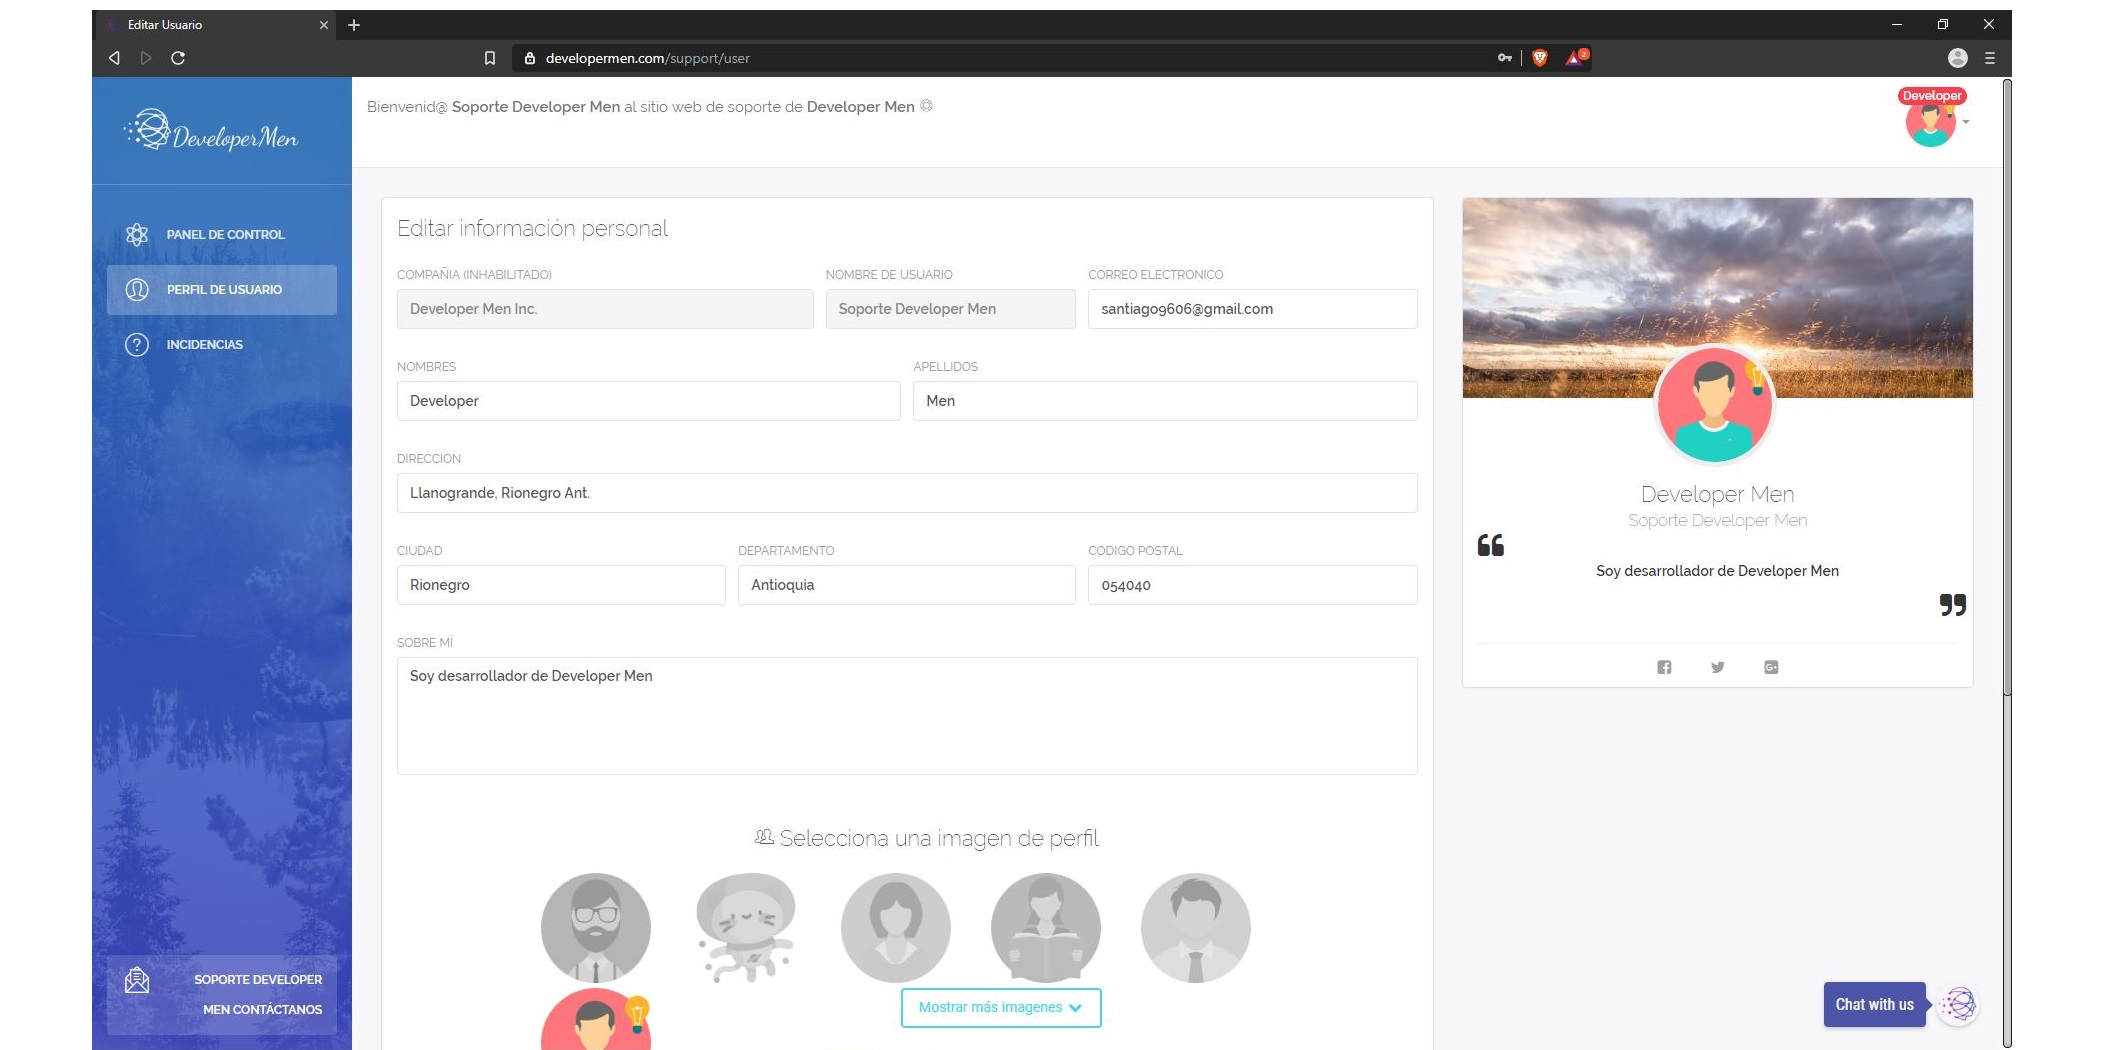 Editar Usuario
developermen.com/support/user
2
DeveloperMen
Bienvenid@ Soporte Developer Men al sitio web de soporte de Developer Men
Developer
PANEL DE CONTROL
PERFIL DE USUARIO
INCIDENCIAS
SOPORTE DEVELOPER
MEN CONTÁCTANOS
Editar información personal
COMPAÑIA (INHABILITADO)
Developer Men Inc.
NOMBRE DE USUARIO
Soporte Developer Men
CORREO ELECTRONICO
santiago9606@gmail.com
NOMBRES
Developer
APELLIDOS
Men
DIRECCION
Llanogrande, Rionegro Ant.
CIUDAD
Rionegro
DEPARTAMENTO
Antioquia
CODIGO POSTAL
054040
SOBRE MÍ
Soy desarrollador de Developer Men
Selecciona una imagen de perfil
Mostrar más imagenes
Developer Men
Soporte Developer Men
“
Soy desarrollador de Developer Men
”
Chat with us